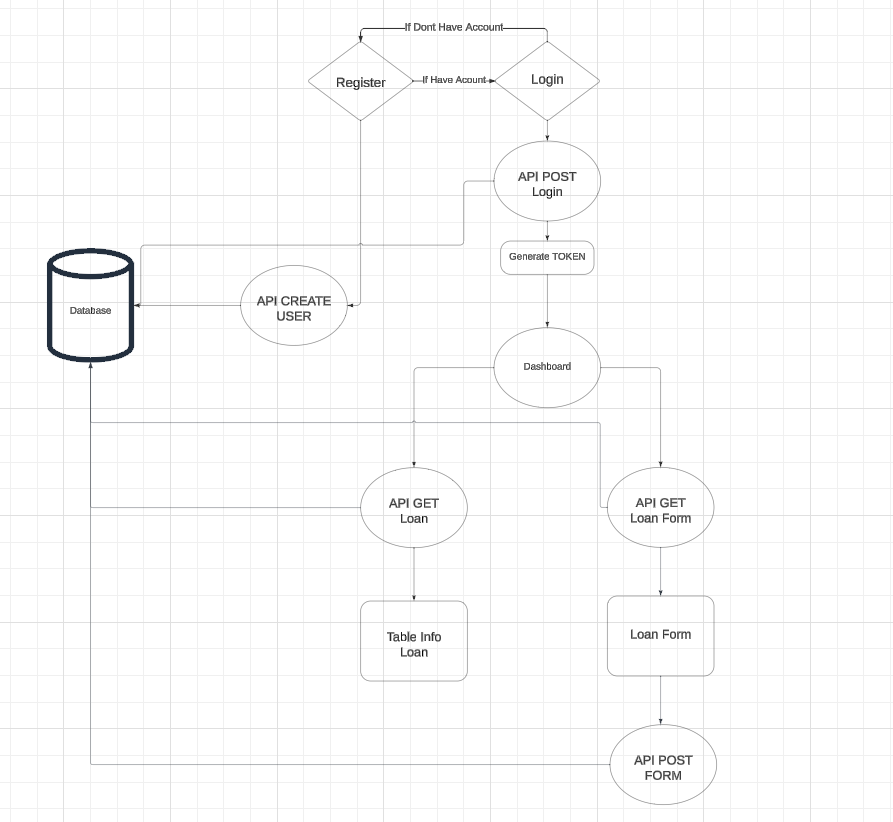 If Dont Have Account
Register
If Have Acount
Login
API POST
Login
Generate TOKEN
Database
API CREATE
USER
Dashboard
API GET
Loan
API GET
Loan Form
Table Info
Loan
Loan Form
API POST
FORM